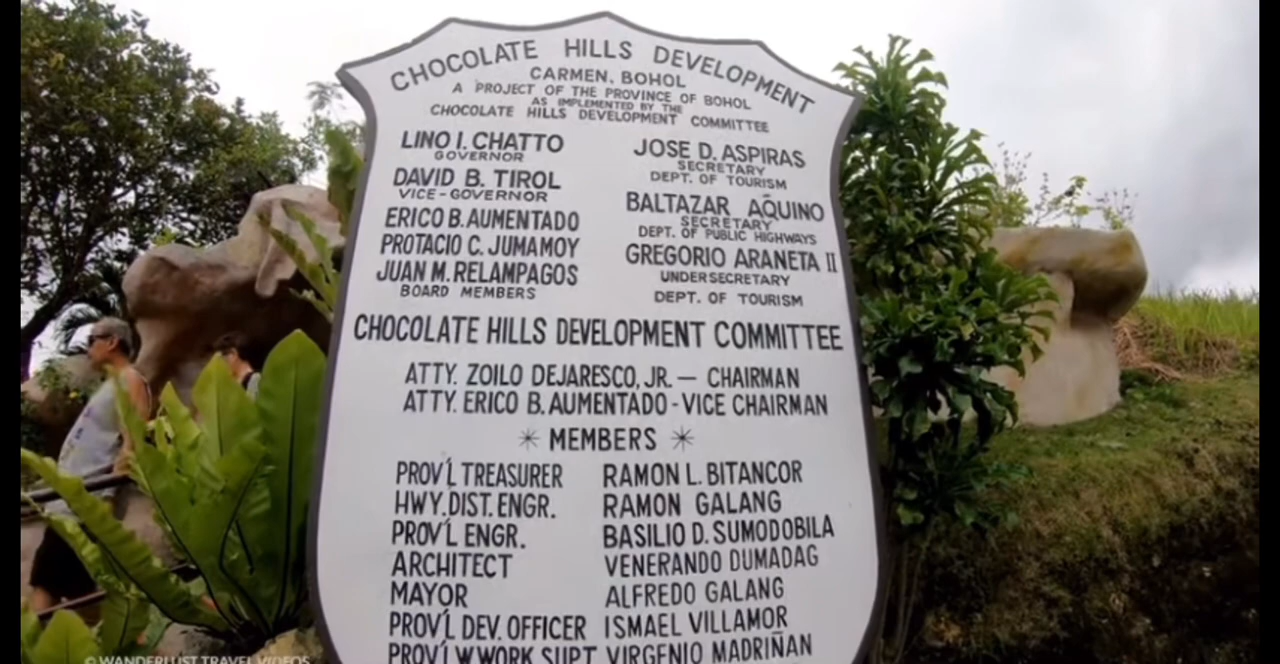 CHOCOLATE HILLS DEVELOPMENT
CARMEN, BOHOL
A PROJECT OF THE PROVINCE OF BOHOL
AS IMPLEMENTED BY THE
CHOCOLATE HILLS DEVELOPMENT COMMITTEE
LINO I. CHATTO
GOVERNOR
DAVID B. TIROL
VICE-GOVERNOR
ERICO B. AUMENTADO
PROTACIO C. JUMAMOY
JUAN M. RELAMPAGOS
BOARD MEMBERS
JOSE D. ASPIRAS
SECRETARY
DEPT. OF TOURISM
BALTAZAR AQUINO
SECRETARY
DEPT. OF PUBLIC HIGHWAYS
GREGORIO ARANETA II
UNDERSECRETARY
DEPT. OF TOURISM
CHOCOLATE HILLS DEVELOPMENT COMMITTEE
ATTY. ZOILO DEJARESCO, JR. — CHAIRMAN
ATTY. ERICO B. AUMENTADO - VICE CHAIRMAN
✳ MEMBERS ✳
PROV'L TREASURER RAMON L. BITANCOR
HWY. DIST. ENGR. RAMON GALANG
PROV'L ENGR. BASILIO D. SUMODOBILA
ARCHITECT VENERANDO DUMADAG
MAYOR ALFREDO GALANG
PROV'L DEV. OFFICER ISMAEL VILLAMOR
PROV'L W.WORK SUPT. VIRGENIO MADRIÑAN
© WANDERLUST TRAVEL VIDEOS